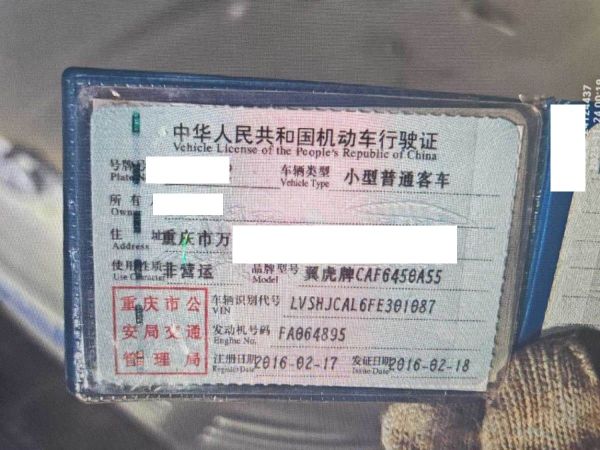 中华人民共和国机动车行驶证
Vehicle License of the People's Republic of China
号牌
车辆类型 小型普通客车
Plate
Vehicle Type
所有
Owne
住 址 重庆市万
Address
使用性质 非营运 品牌型号 翼虎牌CAF6450A55
Use Character Model
重庆市公
安局交通
管理局
车辆识别代号 LVSHJCAL6FE301087
VIN
发动机号码 FA064895
Engine No.
注册日期 2016-02-17 发证日期 2016-02-18
Register Date Issue Date